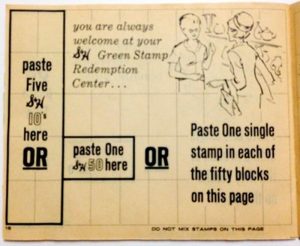 you are always
welcome at your
S&H Green Stamp
Redemption
Center...
paste
Five
S&H
10's
here
OR
paste One
S&H 50 here
OR
Paste One single
stamp in each of
the fifty blocks
on this page
DO NOT MIX STAMPS ON THIS PAGE